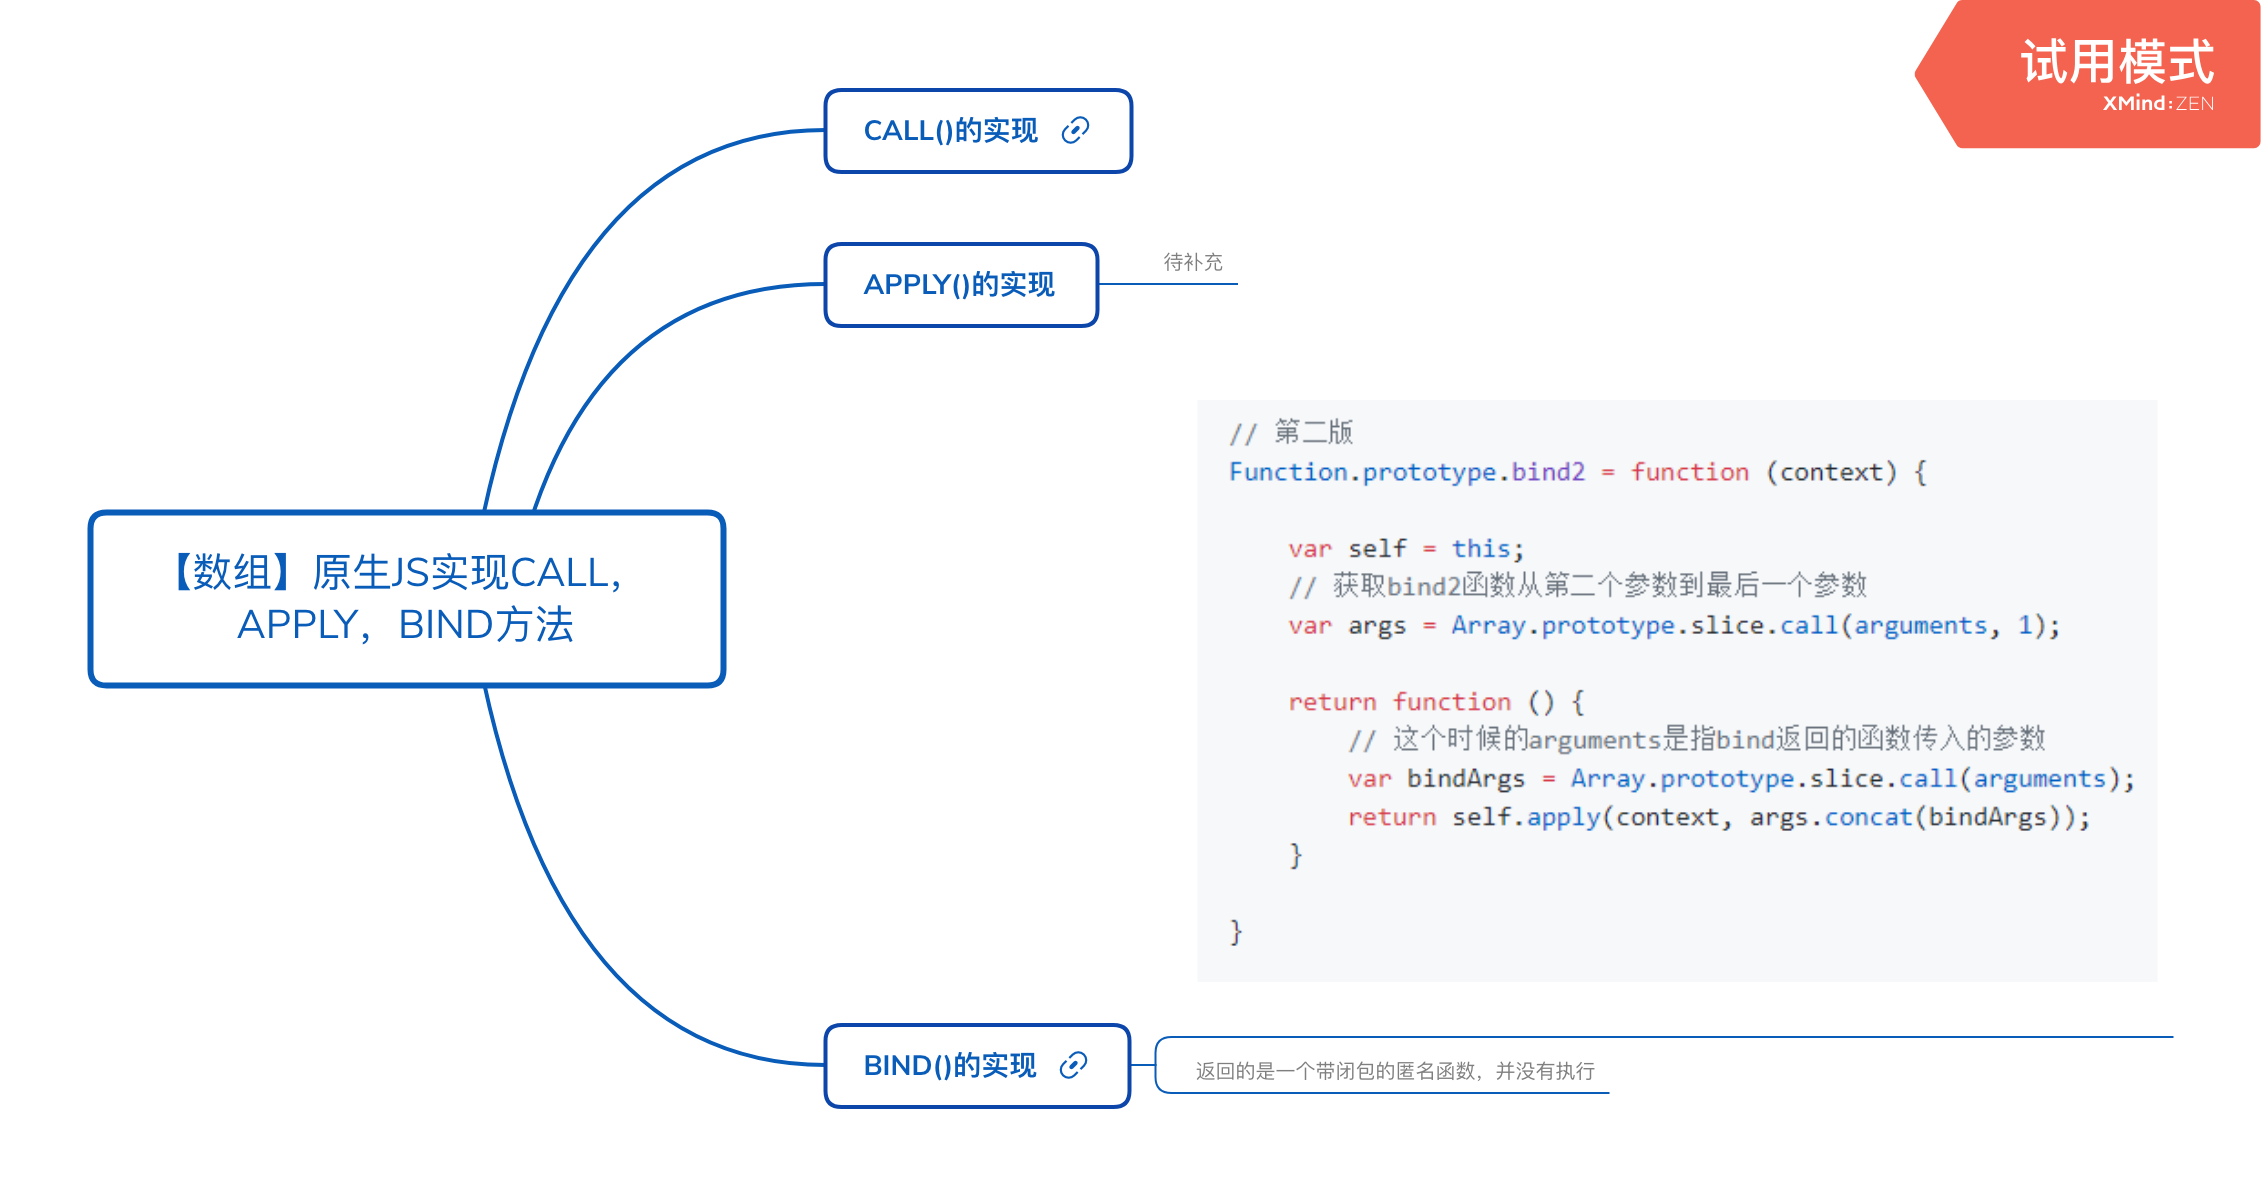 试用模式
XMind:ZEN
CALL()的实现
APPLY()的实现
待补充
【数组】原生JS实现CALL，
APPLY，BIND方法
// 第二版
Function.prototype.bind2 = function (context) {
    var self = this;
    // 获取bind2函数从第二个参数到最后一个参数
    var args = Array.prototype.slice.call(arguments, 1);
    return function () {
        // 这个时候的arguments是指bind返回的函数传入的参数
        var bindArgs = Array.prototype.slice.call(arguments);
        return self.apply(context, args.concat(bindArgs));
    }
}
BIND()的实现
返回的是一个带闭包的匿名函数，并没有执行